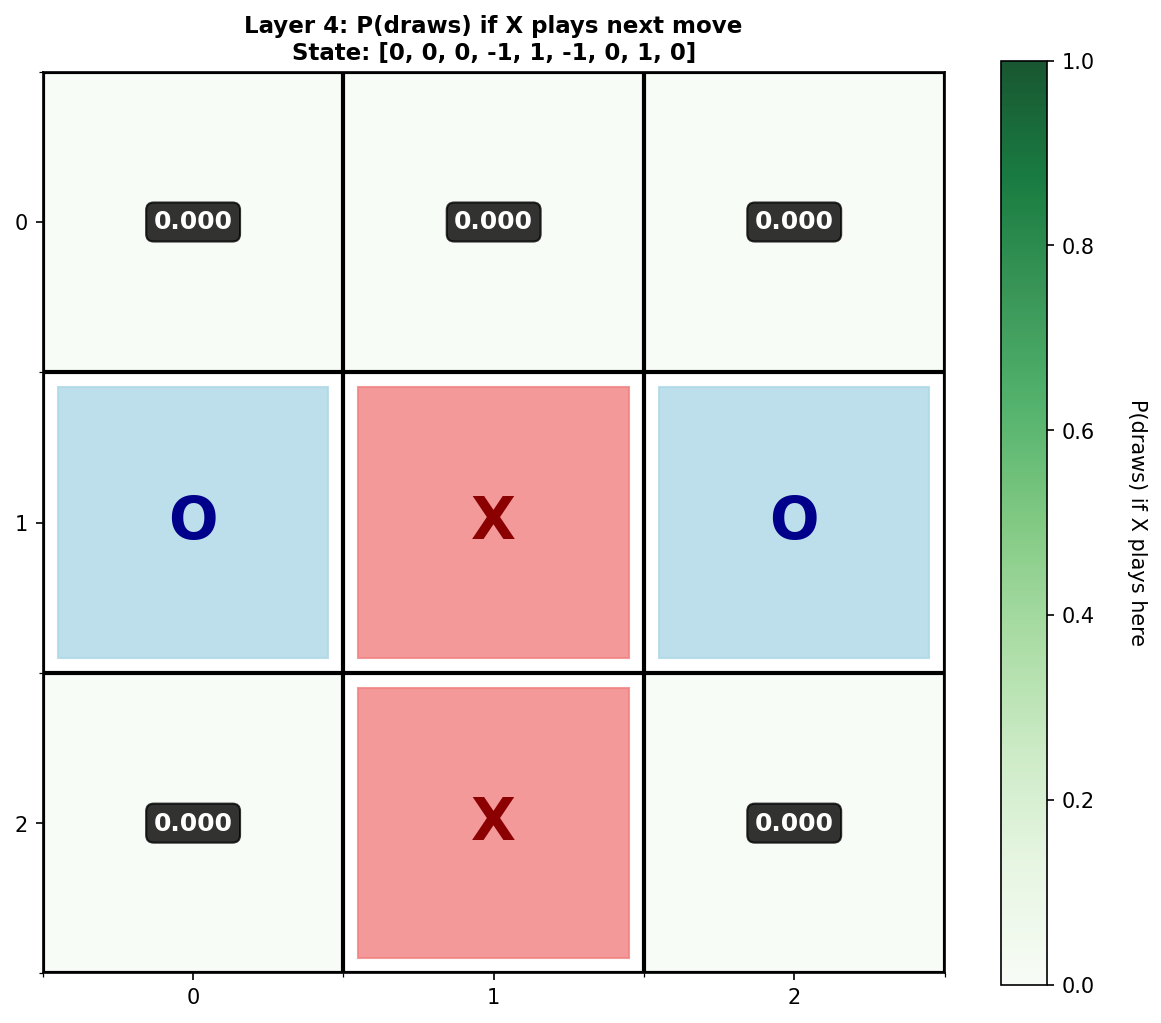 Layer 4: P(draws) if X plays next move
State: [0, 0, 0, -1, 1, -1, 0, 1, 0]
0
0.000
0.000
0.000
1
O
X
O
2
0.000
X
0.000
0
1
2
1.0
0.8
0.6
0.4
0.2
0.0
P(draws) if X plays here